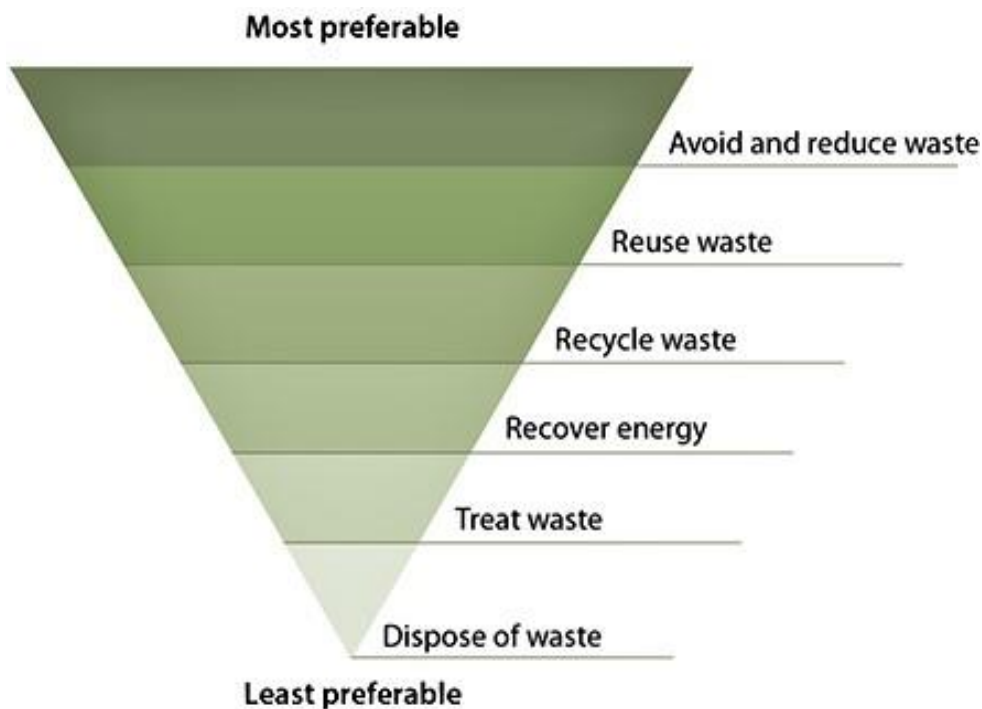 Most preferable
Avoid and reduce waste
Reuse waste
Recycle waste
Recover energy
Treat waste
Dispose of waste
Least preferable